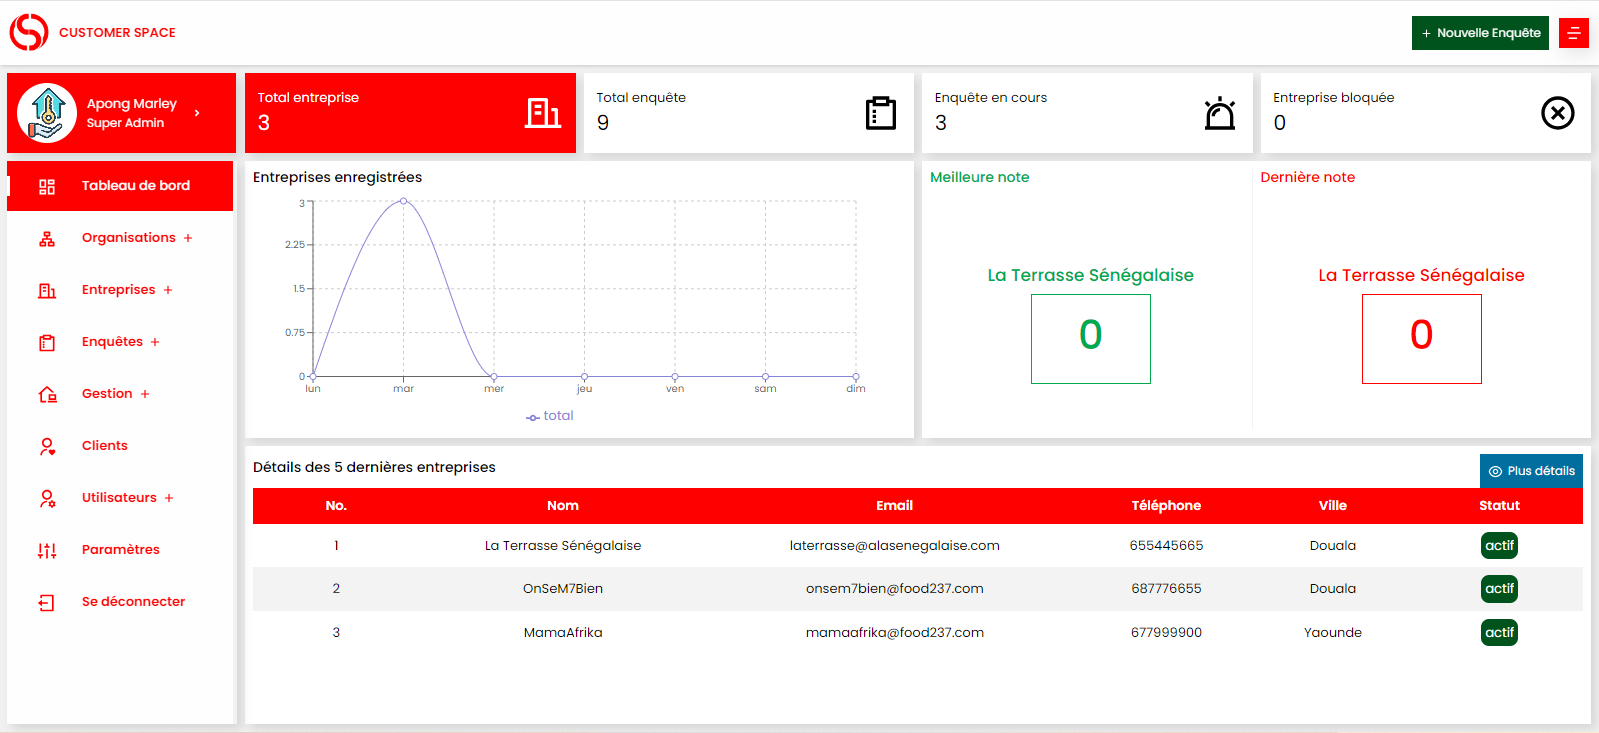 CUSTOMER SPACE
+ Nouvelle Enquête
Apong Marley
Super Admin
Total entreprise
3
Total enquête
9
Enquête en cours
3
Entreprise bloquée
0
Tableau de bord
Organisations +
Entreprises +
Enquêtes +
Gestion +
Clients
Utilisateurs +
Paramètres
Se déconnecter
Entreprises enregistrées
3
2.25
1.5
0.75
0
lun mar mer jeu ven sam dim
total
Meilleure note
La Terrasse Sénégalaise
0
Dernière note
La Terrasse Sénégalaise
0
Détails des 5 dernières entreprises
Plus détails
No. Nom Email Téléphone Ville Statut
1 La Terrasse Sénégalaise laterrasse@alasenegalaise.com 655445665 Douala actif
2 OnSeM7Bien onsem7bien@food237.com 687776655 Douala actif
3 MamaAfrika mamaafrika@food237.com 677999900 Yaounde actif